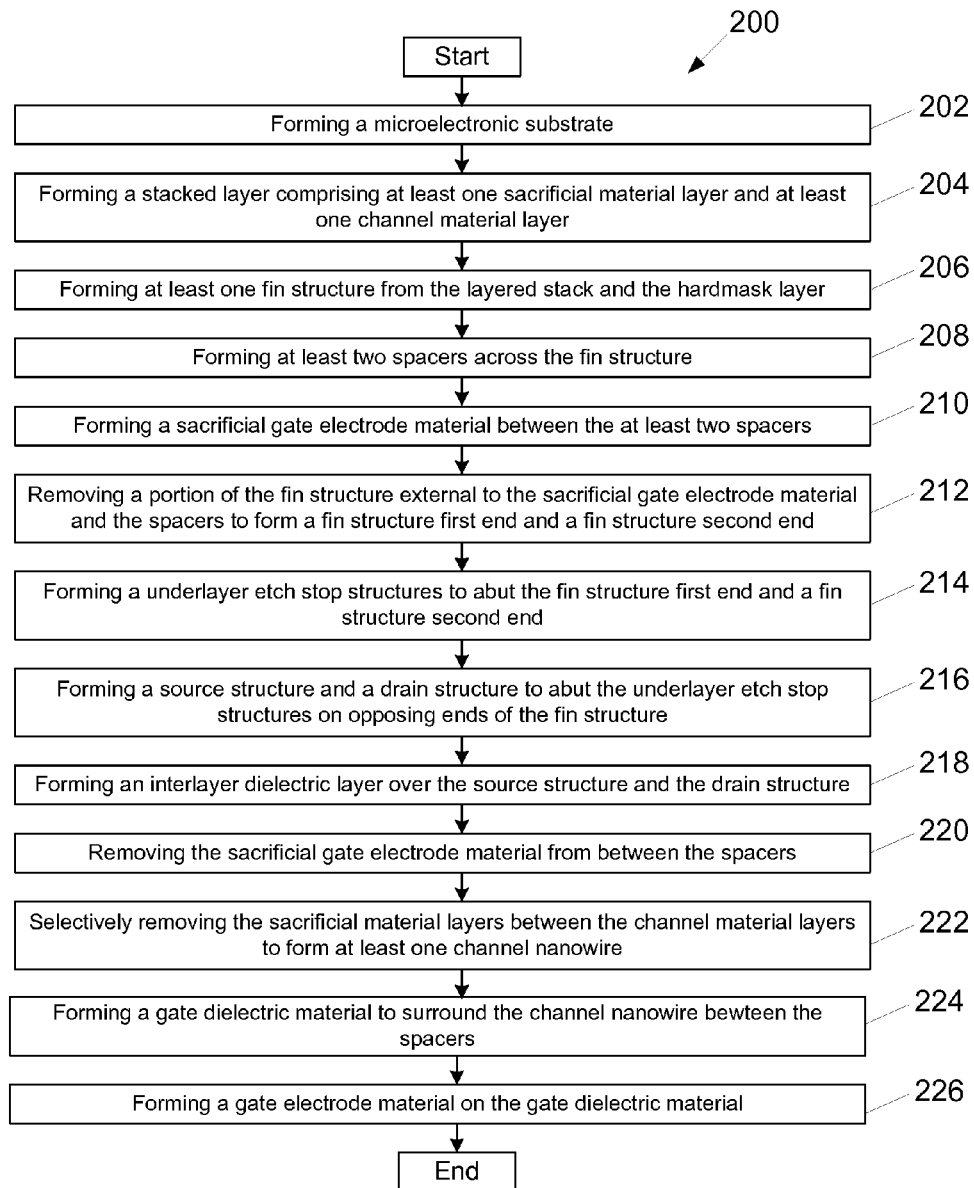 200
Start
Forming a microelectronic substrate
202
Forming a stacked layer comprising at least one sacrificial material layer and at least
one channel material layer
204
Forming at least one fin structure from the layered stack and the hardmask layer
206
Forming at least two spacers across the fin structure
208
Forming a sacrificial gate electrode material between the at least two spacers
210
Removing a portion of the fin structure external to the sacrificial gate electrode material
and the spacers to form a fin structure first end and a fin structure second end
212
Forming a underlayer etch stop structures to abut the fin structure first end and a fin
structure second end
214
Forming a source structure and a drain structure to abut the underlayer etch stop
structures on opposing ends of the fin structure
216
Forming an interlayer dielectric layer over the source structure and the drain structure
218
Removing the sacrificial gate electrode material from between the spacers
220
Selectively removing the sacrificial material layers between the channel material layers
to form at least one channel nanowire
222
Forming a gate dielectric material to surround the channel nanowire bewteen the
spacers
224
Forming a gate electrode material on the gate dielectric material
226
End